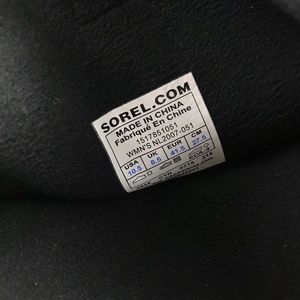 SOREL.COM
MADE IN CHINA
Fabriqué En Chine
1517851051
WMN'S NL2007-051
USA UK EUR CM
10.5 8.5 41.5 27.5